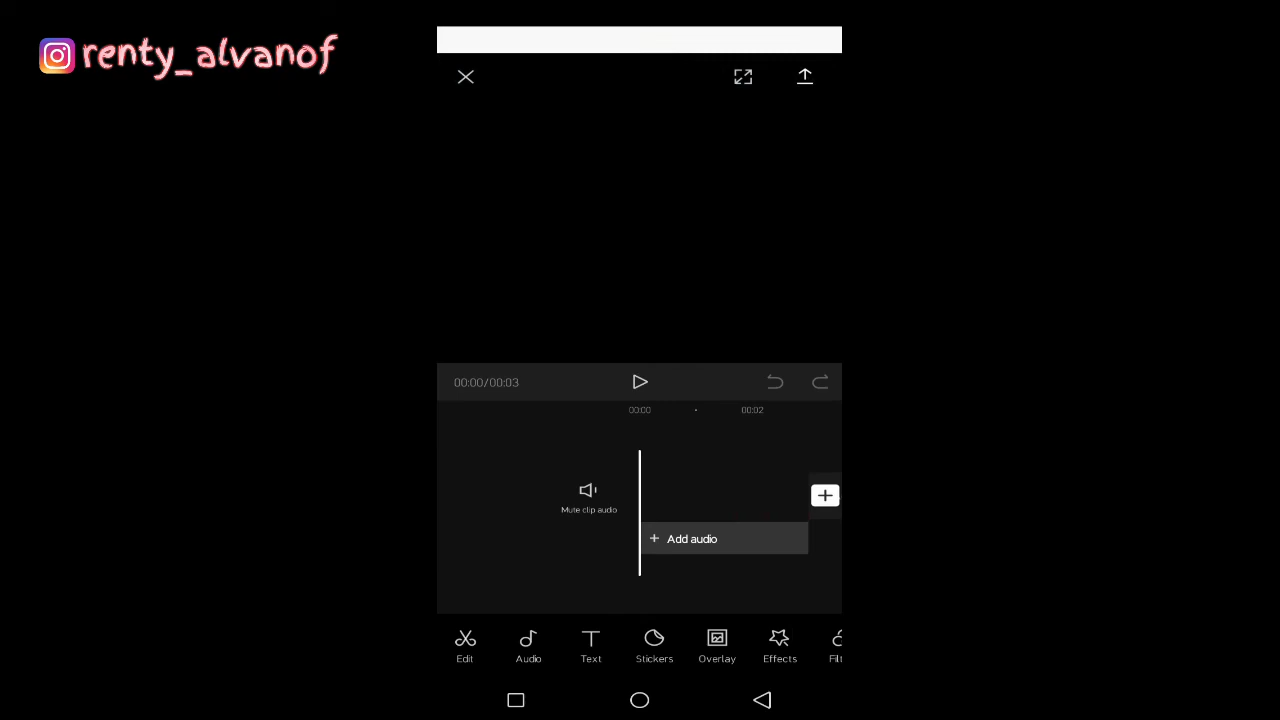 renty_alvanof
00:00/00:03
00:00
00:02
Mute clip audio
+ Add audio
Edit
Audio
Text
Stickers
Overlay
Effects
Filt